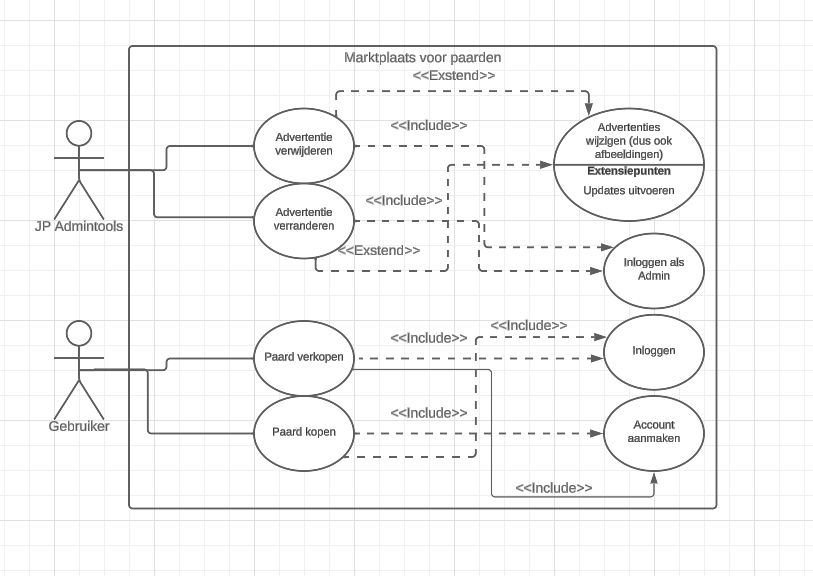 Marktplaats voor paarden
<<Exstend>>
Advertentie
verwijderen
<<Include>>
Advertenties
wijzigen (dus ook
afbeeldingen)
Extensiepunten
Updates uitvoeren
JP Admintools
Advertentie
verranderen
<<Include>>
<<Exstend>>
Inloggen als
Admin
Gebruiker
Paard verkopen
<<Include>>
<<Include>>
Inloggen
Paard kopen
<<Include>>
Account
aanmaken
<<Include>>